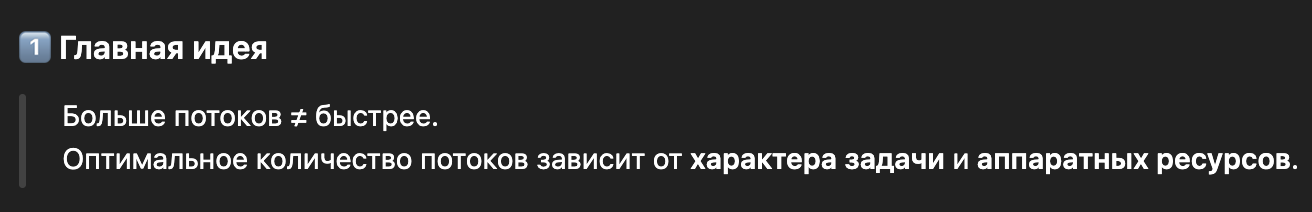 1️⃣ Главная идея
Больше потоков ≠ быстрее.
Оптимальное количество потоков зависит от характера задачи и аппаратных ресурсов.